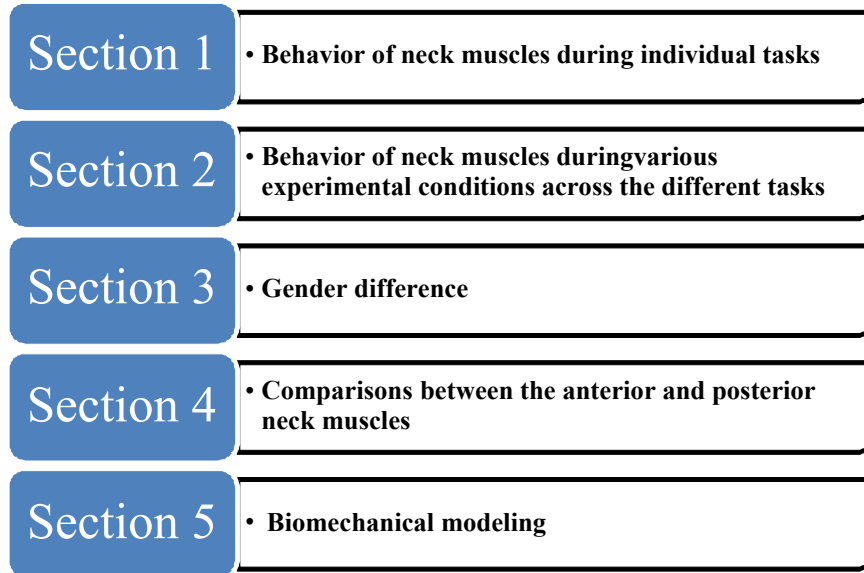 Section 1
• Behavior of neck muscles during individual tasks
Section 2
• Behavior of neck muscles duringvarious
experimental conditions across the different tasks
Section 3
• Gender difference
Section 4
• Comparisons between the anterior and posterior
neck muscles
Section 5
• Biomechanical modeling